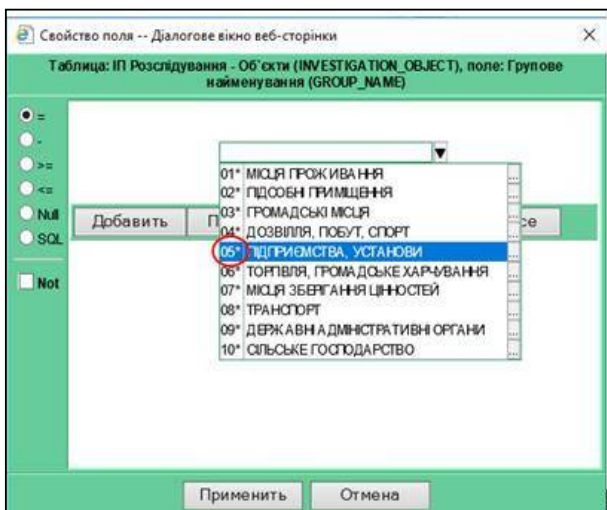 Свойство поля -- Діалогове вікно веб-сторінки
Таблица: ІП Розслідування - Об`єкти (INVESTIGATION_OBJECT), поле: Групове
найменування (GROUP_NAME)
=
-
>=
<=
Null
SQL
Not
01* МІСЦЯ ПРОЖИВАННЯ
02* ПІДСОБНІ ПРИМІЩЕННЯ
03* ГРОМАДСЬКІ МІСЦЯ
04* ДОЗВІЛЛЯ, ПОБУТ, СПОРТ
05* ПІДПРИЄМСТВА, УСТАНОВИ
06* ТОРГІВЛЯ, ГРОМАДСЬКЕ ХАРЧУВАННЯ
07* МІСЦЯ ЗБЕРІГАННЯ ЦІННОСТЕЙ
08* ТРАНСПОРТ
09* ДЕРЖАВНІ АДМІНІСТРАТИВНІ ОРГАНИ
10* СІЛЬСЬКЕ ГОСПОДАРСТВО
Добавить
Применить Отмена